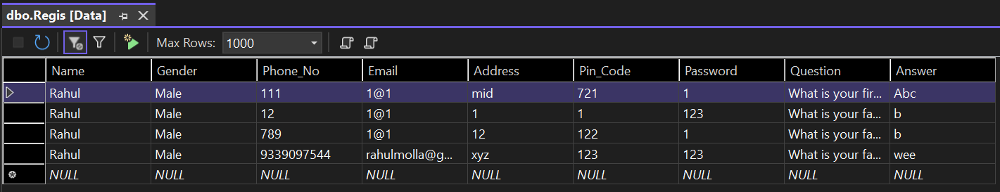 dbo.Regis [Data]
Max Rows: 1000
Name Gender Phone_No Email Address Pin_Code Password Question Answer
Rahul Male 111 1@1 mid 721 1 What is your fir... Abc
Rahul Male 12 1@1 1 1 123 What is your fa... b
Rahul Male 789 1@1 12 122 1 What is your fa... b
Rahul Male 9339097544 rahulmolla@g... xyz 123 123 What is your fa... wee
NULL NULL NULL NULL NULL NULL NULL NULL NULL